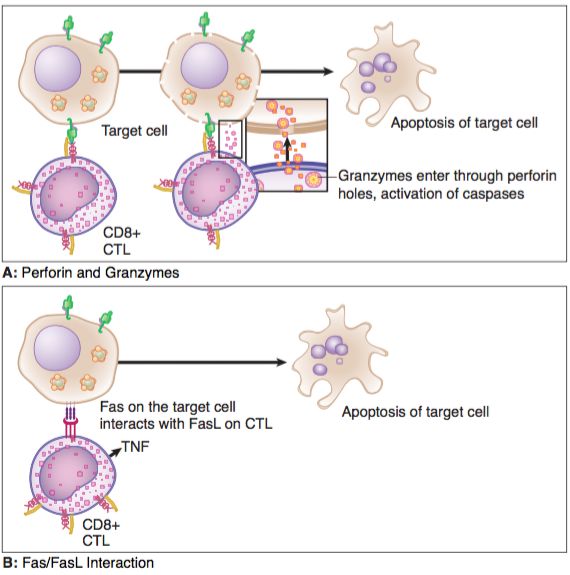 Target cell
Apoptosis of target cell
Granzymes enter through perforin
holes, activation of caspases
CD8+
CTL
A: Perforin and Granzymes
Fas on the target cell
interacts with FasL on CTL
Apoptosis of target cell
TNF
CD8+
CTL
B: Fas/FasL Interaction